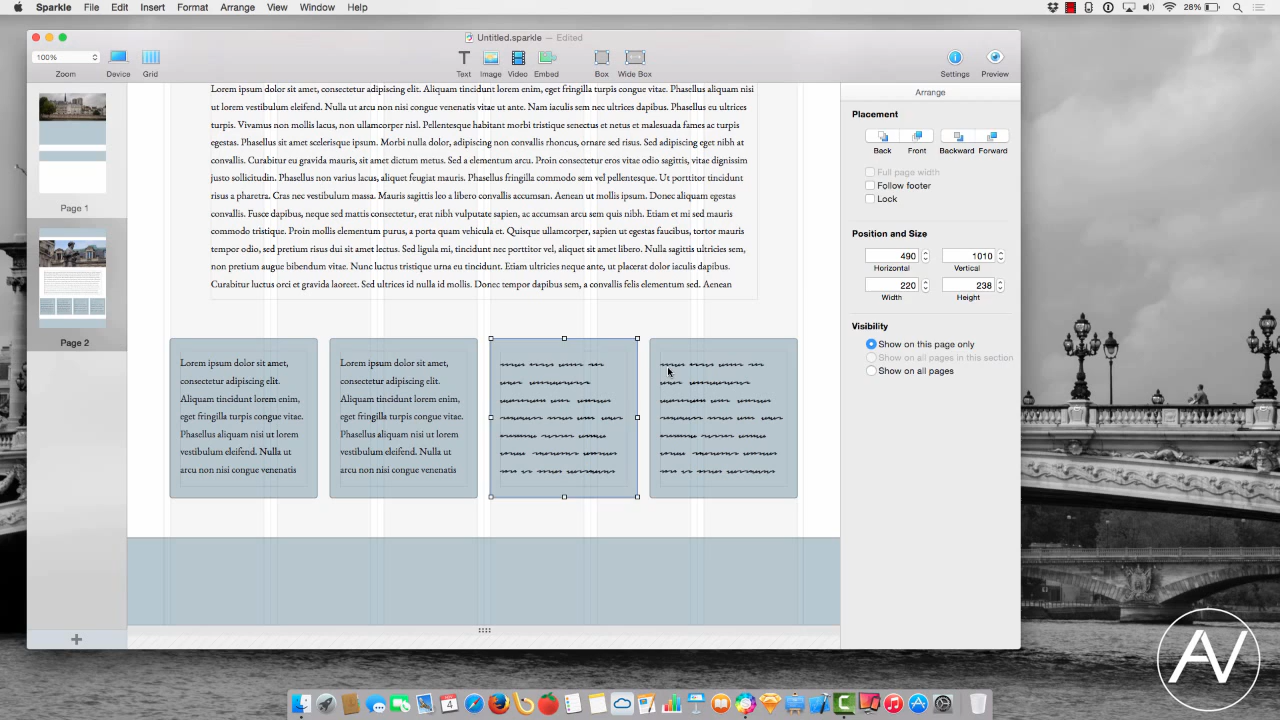 Sparkle File Edit Insert Format Arrange View Window Help
28%
Untitled.sparkle — Edited
100%
Zoom Device Grid Text Image Video Embed Box Wide Box Settings Preview
Page 1
Page 2
Lorem ipsum dolor sit amet, consectetur adipiscing elit. Aliquam tincidunt lorem enim, eget fringilla turpis congue vitae. Phasellus aliquam nisi
ut lorem vestibulum eleifend. Nulla ut arcu non nisi congue venenatis vitae ut ante. Nam iaculis sem nec ultrices dapibus. Phasellus eu ultrices
turpis. Vivamus non mollis lacus, non ullamcorper nisl. Pellentesque habitant morbi tristique senectus et netus et malesuada fames ac turpis
egestas. Phasellus sit amet scelerisque ipsum. Morbi nulla dolor, adipiscing non convallis rhoncus, ornare sed risus. Sed adipiscing eget nibh at
convallis. Curabitur eu gravida mauris, sit amet dictum metus. Sed a elementum arcu. Proin consectetur eros vitae odio sagittis, vitae dignissim
justo sollicitudin. Phasellus non varius lacus, aliquet feugiat mauris. Phasellus fringilla commodo sem vel pellentesque. Ut porttitor tincidunt
risus a pharetra. Cras nec vestibulum massa. Mauris sagittis leo a libero convallis accumsan. Aenean ut mollis ipsum. Donec aliquam egestas
convallis. Fusce dapibus, neque sed mattis consectetur, erat nibh vulputate sapien, ac accumsan arcu sem quis nibh. Etiam et mi sed mauris
commodo tristique. Proin mollis elementum purus, a porta quam vehicula et. Quisque ullamcorper, sapien ut egestas faucibus, tortor mauris
tempor odio, sed pretium risus dui sit amet lectus. Sed ligula mi, tincidunt nec porttitor vel, aliquet sit amet libero. Nulla sagittis ultricies sem,
non pretium augue bibendum vitae. Nunc luctus tristique urna in tincidunt. Etiam ultricies neque ante, ut placerat dolor iaculis dapibus.
Curabitur luctus orci et gravida laoreet. Sed ultrices id nulla id mollis. Donec tempor dapibus sem, a convallis felis elementum sed. Aenean
Lorem ipsum dolor sit amet,
consectetur adipiscing elit.
Aliquam tincidunt lorem enim,
eget fringilla turpis congue vitae.
Phasellus aliquam nisi ut lorem
vestibulum eleifend. Nulla ut
arcu non nisi congue venenatis
Lorem ipsum dolor sit amet,
consectetur adipiscing elit.
Aliquam tincidunt lorem enim,
eget fringilla turpis congue vitae.
Phasellus aliquam nisi ut lorem
vestibulum eleifend. Nulla ut
arcu non nisi congue venenatis
Arrange
Placement
Back Front Backward Forward
Full page width
Follow footer
Lock
Position and Size
490 1010
Horizontal Vertical
220 238
Width Height
Visibility
Show on this page only
Show on all pages in this section
Show on all pages
4
AV